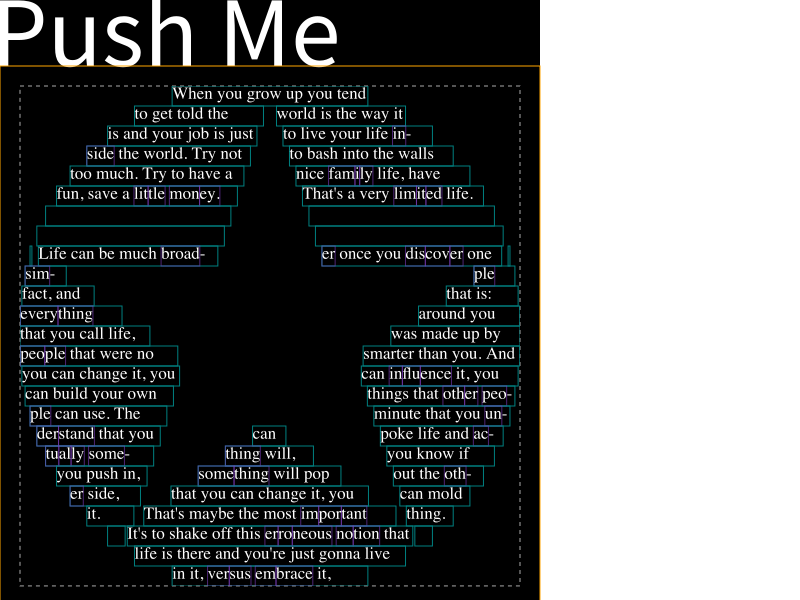 Push Me
When you grow up you tend
to get told the world is the way it
is and your job is just to live your life in-
side the world. Try not to bash into the walls
too much. Try to have a nice family life, have
fun, save a little money. That's a very limited life.
Life can be much broad- er once you discover one
sim- ple
fact, and that is:
everything around you
that you call life, was made up by
people that were no smarter than you. And
you can change it, you can influence it, you
can build your own things that other peo-
ple can use. The minute that you un-
derstand that you can poke life and ac-
tually some- thing will, you know if
you push in, something will pop out the oth-
er side, that you can change it, you can mold
it. That's maybe the most important thing.
It's to shake off this erroneous notion that
life is there and you're just gonna live
in it, versus embrace it,